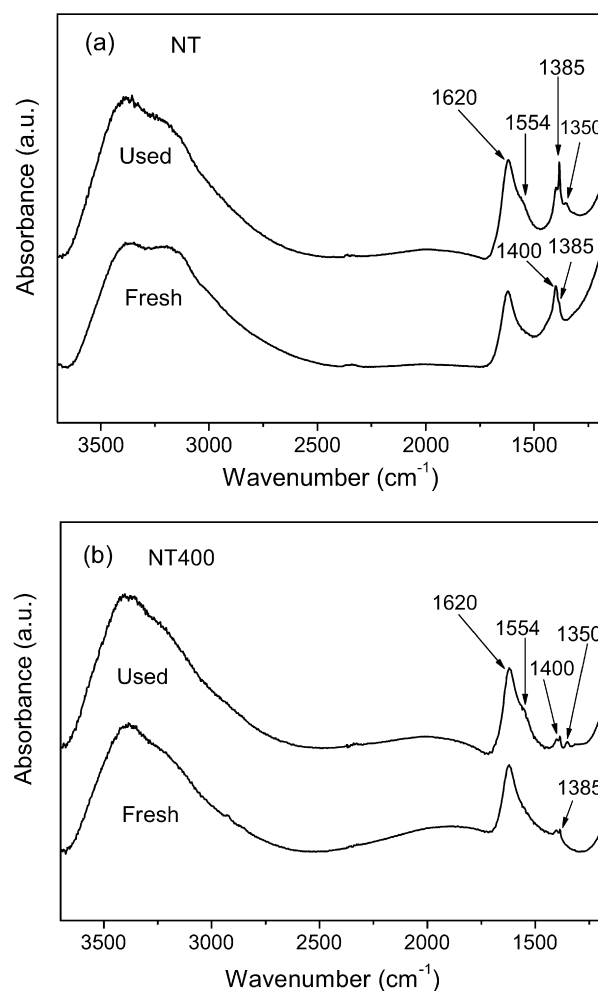 (a) NT
1385
1620
1554
1350
Used
1400 1385
Fresh
Absorbance (a.u.)
3500 3000 2500 2000 1500
Wavenumber (cm⁻¹)
(b) NT400
1620
1554
1350
1400
Used
1385
Fresh
Absorbance (a.u.)
3500 3000 2500 2000 1500
Wavenumber (cm⁻¹)